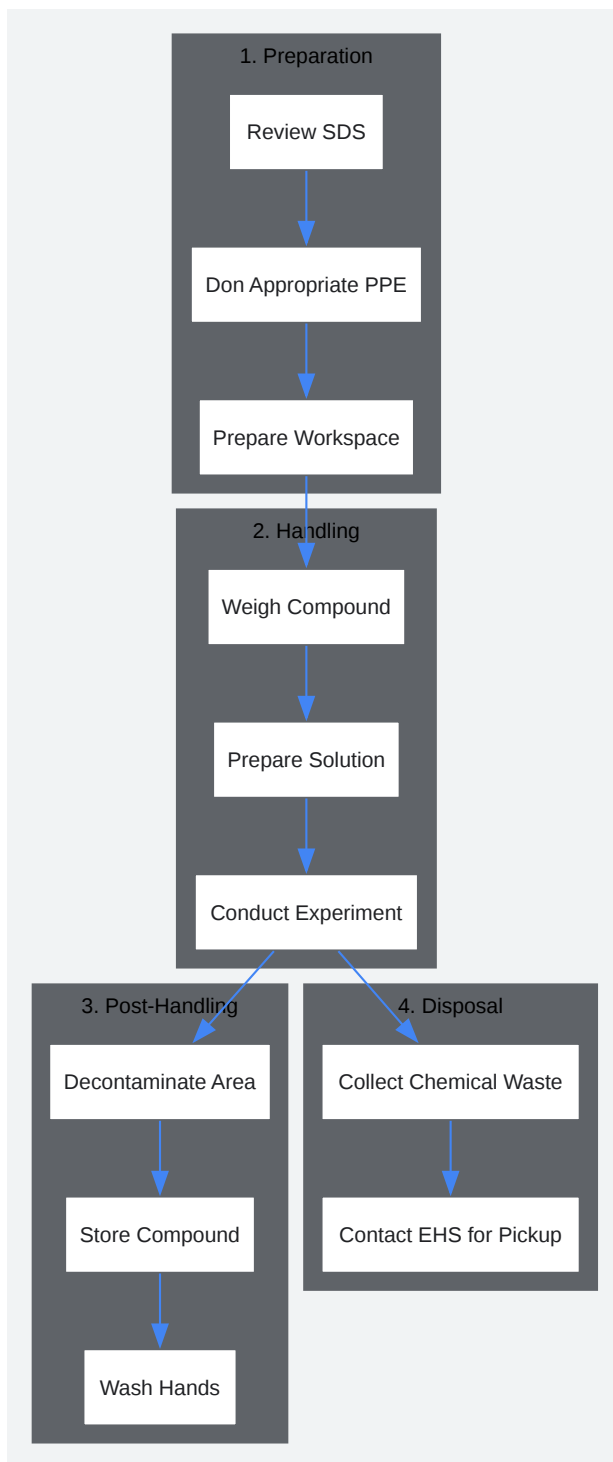 1. Preparation
Review SDS
Don Appropriate PPE
Prepare Workspace
2. Handling
Weigh Compound
Prepare Solution
Conduct Experiment
3. Post-Handling
Decontaminate Area
Store Compound
Wash Hands
4. Disposal
Collect Chemical Waste
Contact EHS for Pickup